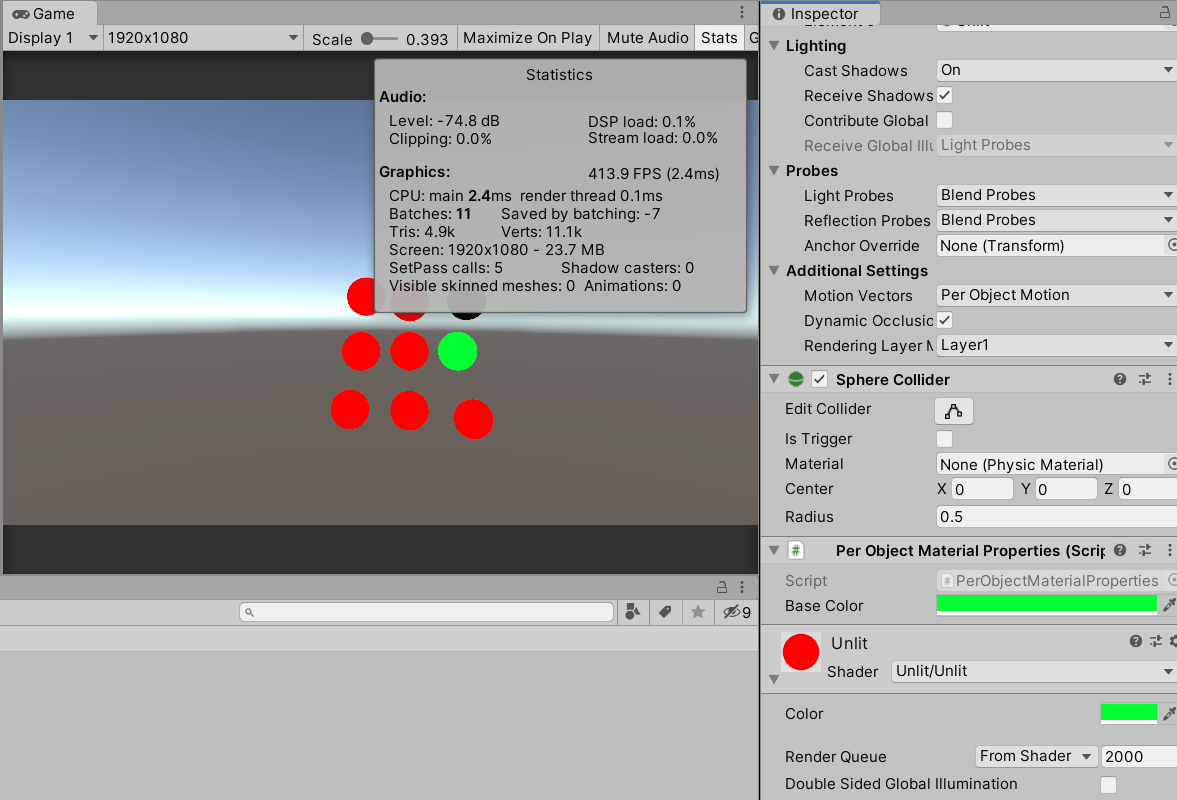 Game
Display 1
1920x1080
Scale 0.393
Maximize On Play
Mute Audio
Stats
G
Statistics
Audio:
Level: -74.8 dB
DSP load: 0.1%
Clipping: 0.0%
Stream load: 0.0%
Graphics:
413.9 FPS (2.4ms)
CPU: main 2.4ms render thread 0.1ms
Batches: 11
Saved by batching: -7
Tris: 4.9k
Verts: 11.1k
Screen: 1920x1080 - 23.7 MB
SetPass calls: 5
Shadow casters: 0
Visible skinned meshes: 0 Animations: 0
9
Inspector
Lighting
Cast Shadows
On
Receive Shadows
Contribute Global
Receive Global Illu
Light Probes
Probes
Light Probes
Blend Probes
Reflection Probes
Blend Probes
Anchor Override
None (Transform)
Additional Settings
Motion Vectors
Per Object Motion
Dynamic Occlusic
Rendering Layer M
Layer1
Sphere Collider
Edit Collider
Is Trigger
Material
None (Physic Material)
Center
X 0 Y 0 Z 0
Radius
0.5
# Per Object Material Properties (Scrip
Script
# PerObjectMaterialProperties
Base Color
Unlit
Shader
Unlit/Unlit
Color
Render Queue
From Shader
2000
Double Sided Global Illumination